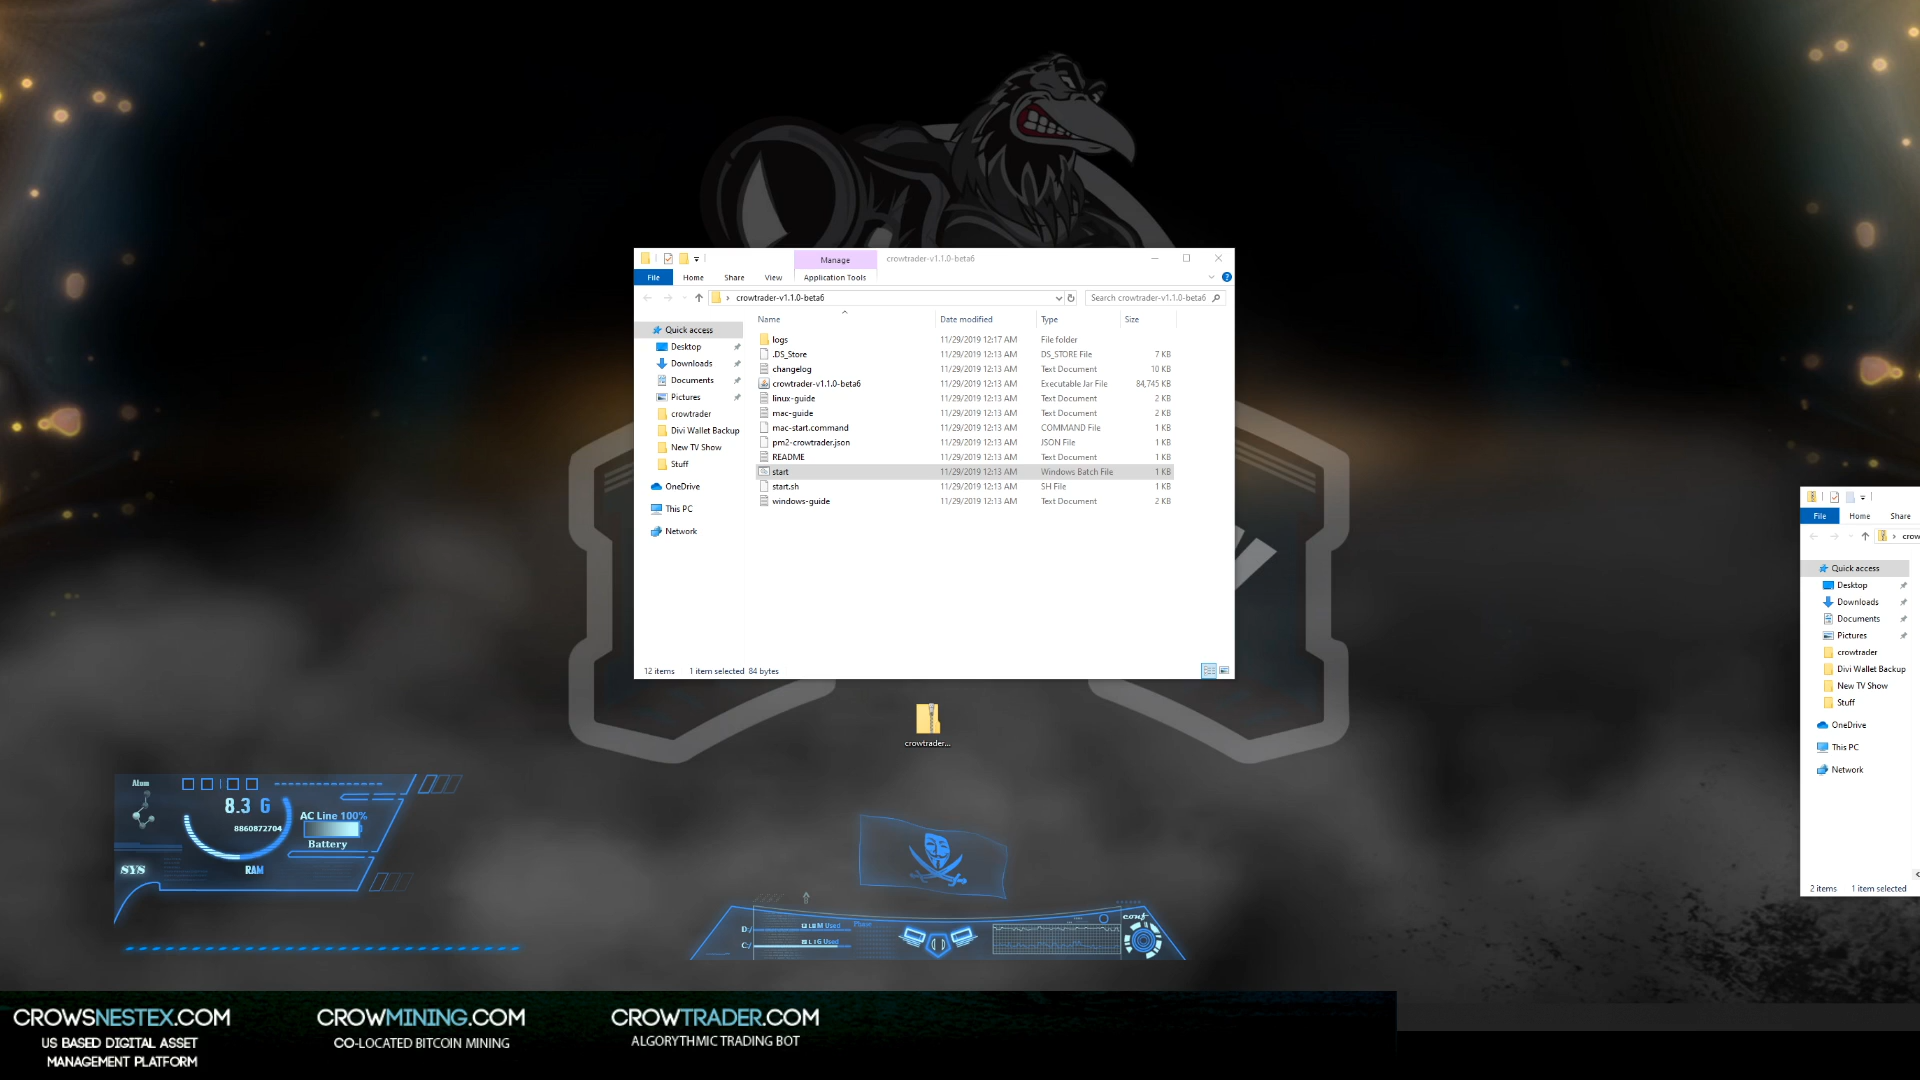 Manage
crowtrader-v1.1.0-beta6
File Home Share View Application Tools
crowtrader-v1.1.0-beta6
Search crowtrader-v1.1.0-beta6
Name Date modified Type Size
Quick access
Desktop
Downloads
Documents
Pictures
crowtrader
Divi Wallet Backup
New TV Show
Stuff
OneDrive
This PC
Network
logs 11/29/2019 12:17 AM File folder
.DS_Store 11/29/2019 12:13 AM DS_STORE File 7 KB
changelog 11/29/2019 12:13 AM Text Document 10 KB
crowtrader-v1.1.0-beta6 11/29/2019 12:13 AM Executable Jar File 84,745 KB
linux-guide 11/29/2019 12:13 AM Text Document 2 KB
mac-guide 11/29/2019 12:13 AM Text Document 2 KB
mac-start.command 11/29/2019 12:13 AM COMMAND File 1 KB
pm2-crowtrader.json 11/29/2019 12:13 AM JSON File 1 KB
README 11/29/2019 12:13 AM Text Document 1 KB
start 11/29/2019 12:13 AM Windows Batch File 1 KB
start.sh 11/29/2019 12:13 AM SH File 1 KB
windows-guide 11/29/2019 12:13 AM Text Document 2 KB
12 items 1 item selected 84 bytes
File Home Share
crow
Quick access
Desktop
Downloads
Documents
Pictures
crowtrader
Divi Wallet Backup
New TV Show
Stuff
OneDrive
This PC
Network
2 items 1 item selected
crowtrader...
Atom
8.3 G
8860872704
AC Line 100%
Battery
SYS
RAM
D:/
C:/
conf
CROWSNESTEX.COM
US BASED DIGITAL ASSET
MANAGEMENT PLATFORM
CROWMINING.COM
CO-LOCATED BITCOIN MINING
CROWTRADER.COM
ALGORYTHMIC TRADING BOT